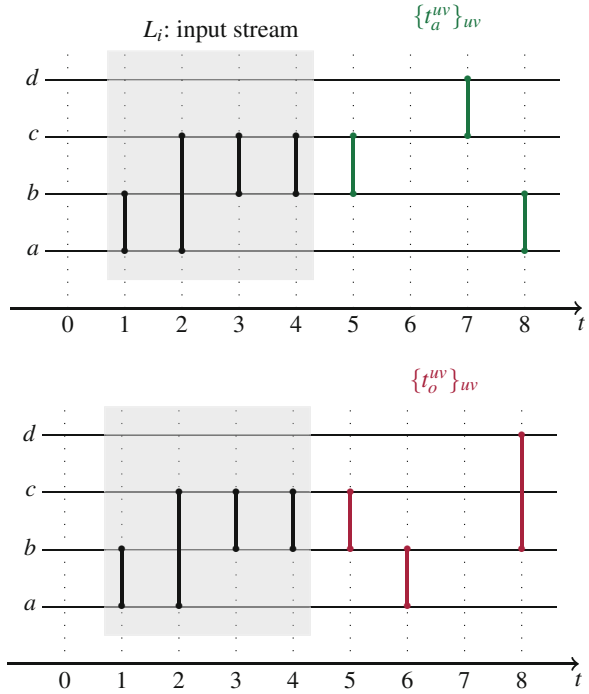 L_i: input stream
{t_a^{uv}}_{uv}
d
c
b
a
0 1 2 3 4 5 6 7 8 t
{t_o^{uv}}_{uv}
d
c
b
a
0 1 2 3 4 5 6 7 8 t